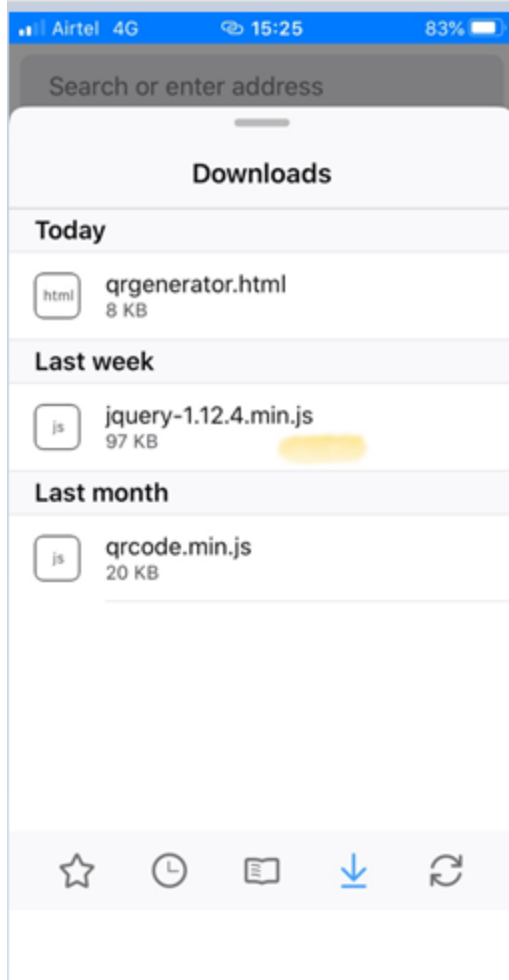 Airtel 4G 15:25 83%
Search or enter address
Downloads
Today
html
qrgenerator.html
8 KB
Last week
js
jquery-1.12.4.min.js
97 KB
Last month
js
qrcode.min.js
20 KB